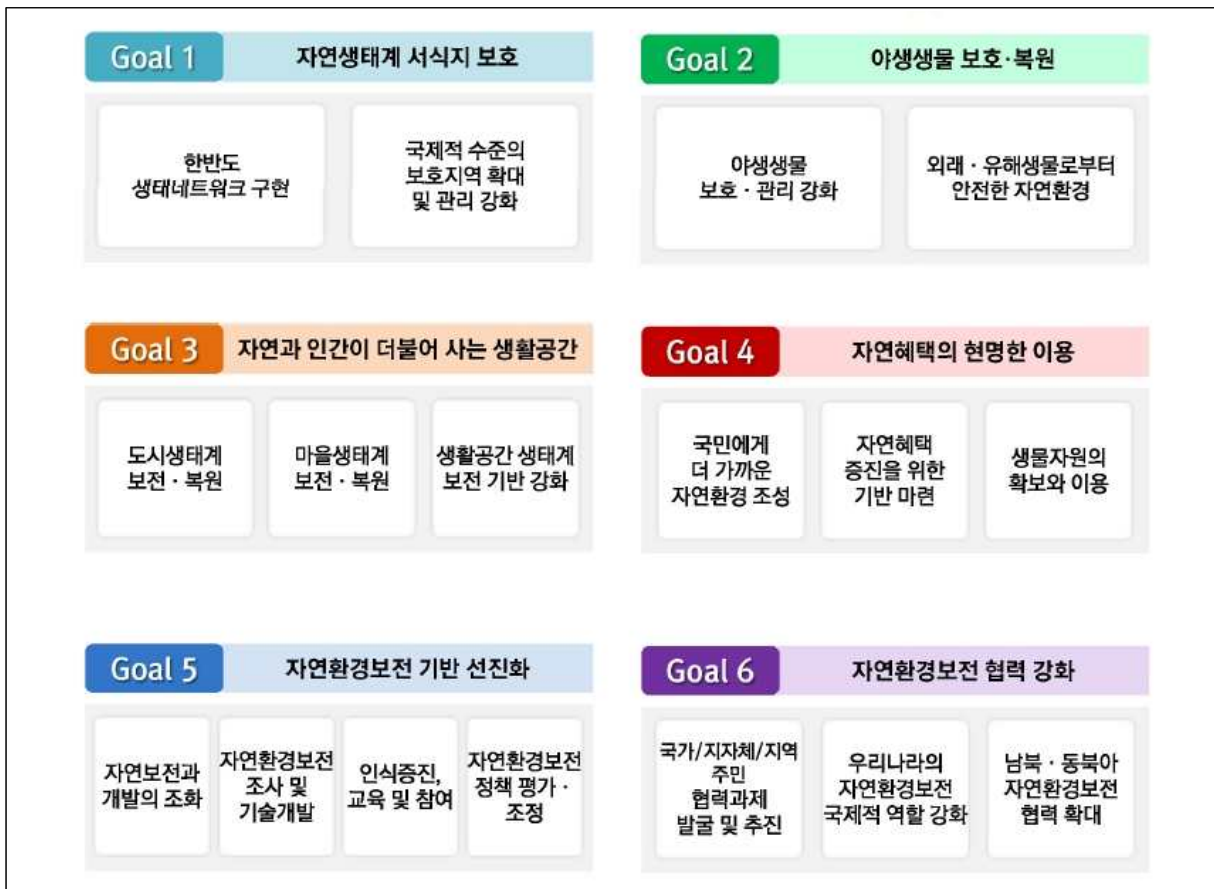 Goal 1
자연생태계 서식지 보호
한반도
생태네트워크 구현
국제적 수준의
보호지역 확대
및 관리 강화
Goal 2
야생생물 보호·복원
야생생물
보호·관리 강화
외래·유해생물로부터
안전한 자연환경
Goal 3
자연과 인간이 더불어 사는 생활공간
도시생태계
보전·복원
마을생태계
보전·복원
생활공간 생태계
보전 기반 강화
Goal 4
자연혜택의 현명한 이용
국민에게
더 가까운
자연환경 조성
자연혜택
증진을 위한
기반 마련
생물자원의
확보와 이용
Goal 5
자연환경보전 기반 선진화
자연보전과
개발의 조화
자연환경보전
조사 및
기술개발
인식증진,
교육 및 참여
자연환경보전
정책 평가·
조정
Goal 6
자연환경보전 협력 강화
국가/지자체/지역
주민
협력과제
발굴 및 추진
우리나라의
자연환경보전
국제적 역할 강화
남북·동북아
자연환경보전
협력 확대